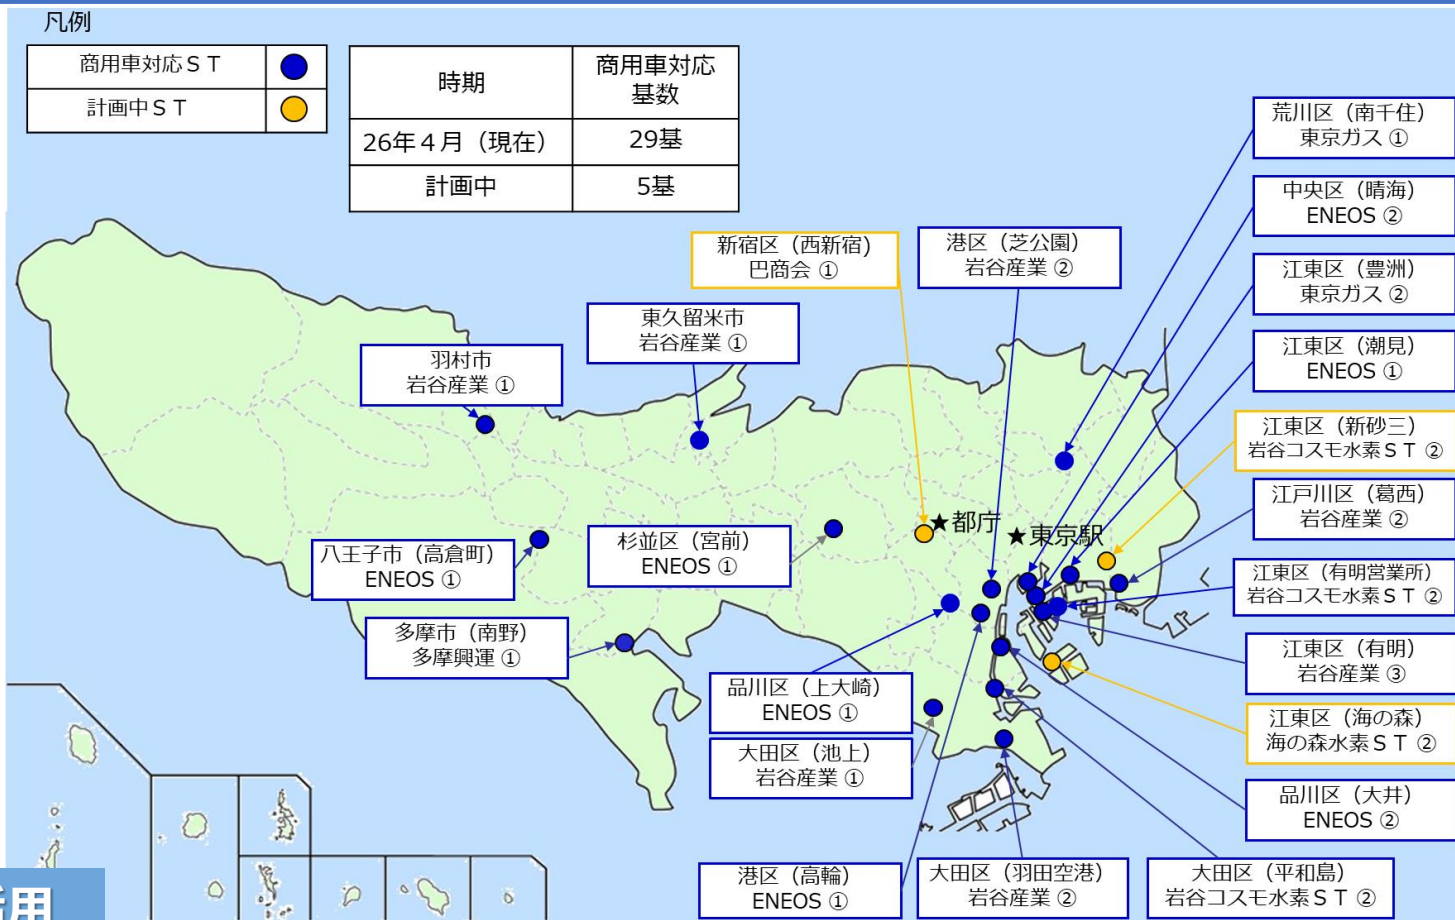 凡例
商用車対応ＳＴ
計画中ＳＴ
時期
商用車対応
基数
26年４月（現在）
29基
計画中
5基
荒川区（南千住）
東京ガス ①
中央区（晴海）
ENEOS ②
新宿区（西新宿)
巴商会 ①
港区（芝公園）
岩谷産業 ②
江東区（豊洲）
東京ガス ②
東久留米市
岩谷産業 ①
江東区（潮見）
ENEOS ①
羽村市
岩谷産業 ①
江東区（新砂三）
岩谷コスモ水素ＳＴ ②
江戸川区（葛西）
岩谷産業 ②
★都庁
★東京駅
杉並区（宮前）
ENEOS ①
八王子市（高倉町）
ENEOS ①
江東区（有明営業所）
岩谷コスモ水素ＳＴ ②
多摩市（南野）
多摩興運 ①
江東区（有明）
岩谷産業 ③
品川区（上大崎）
ENEOS ①
江東区（海の森）
海の森水素ＳＴ ②
大田区（池上）
岩谷産業 ①
品川区（大井）
ENEOS ②
港区（高輪）
ENEOS ①
大田区（羽田空港）
岩谷産業 ②
大田区（平和島）
岩谷コスモ水素ＳＴ ②
活用